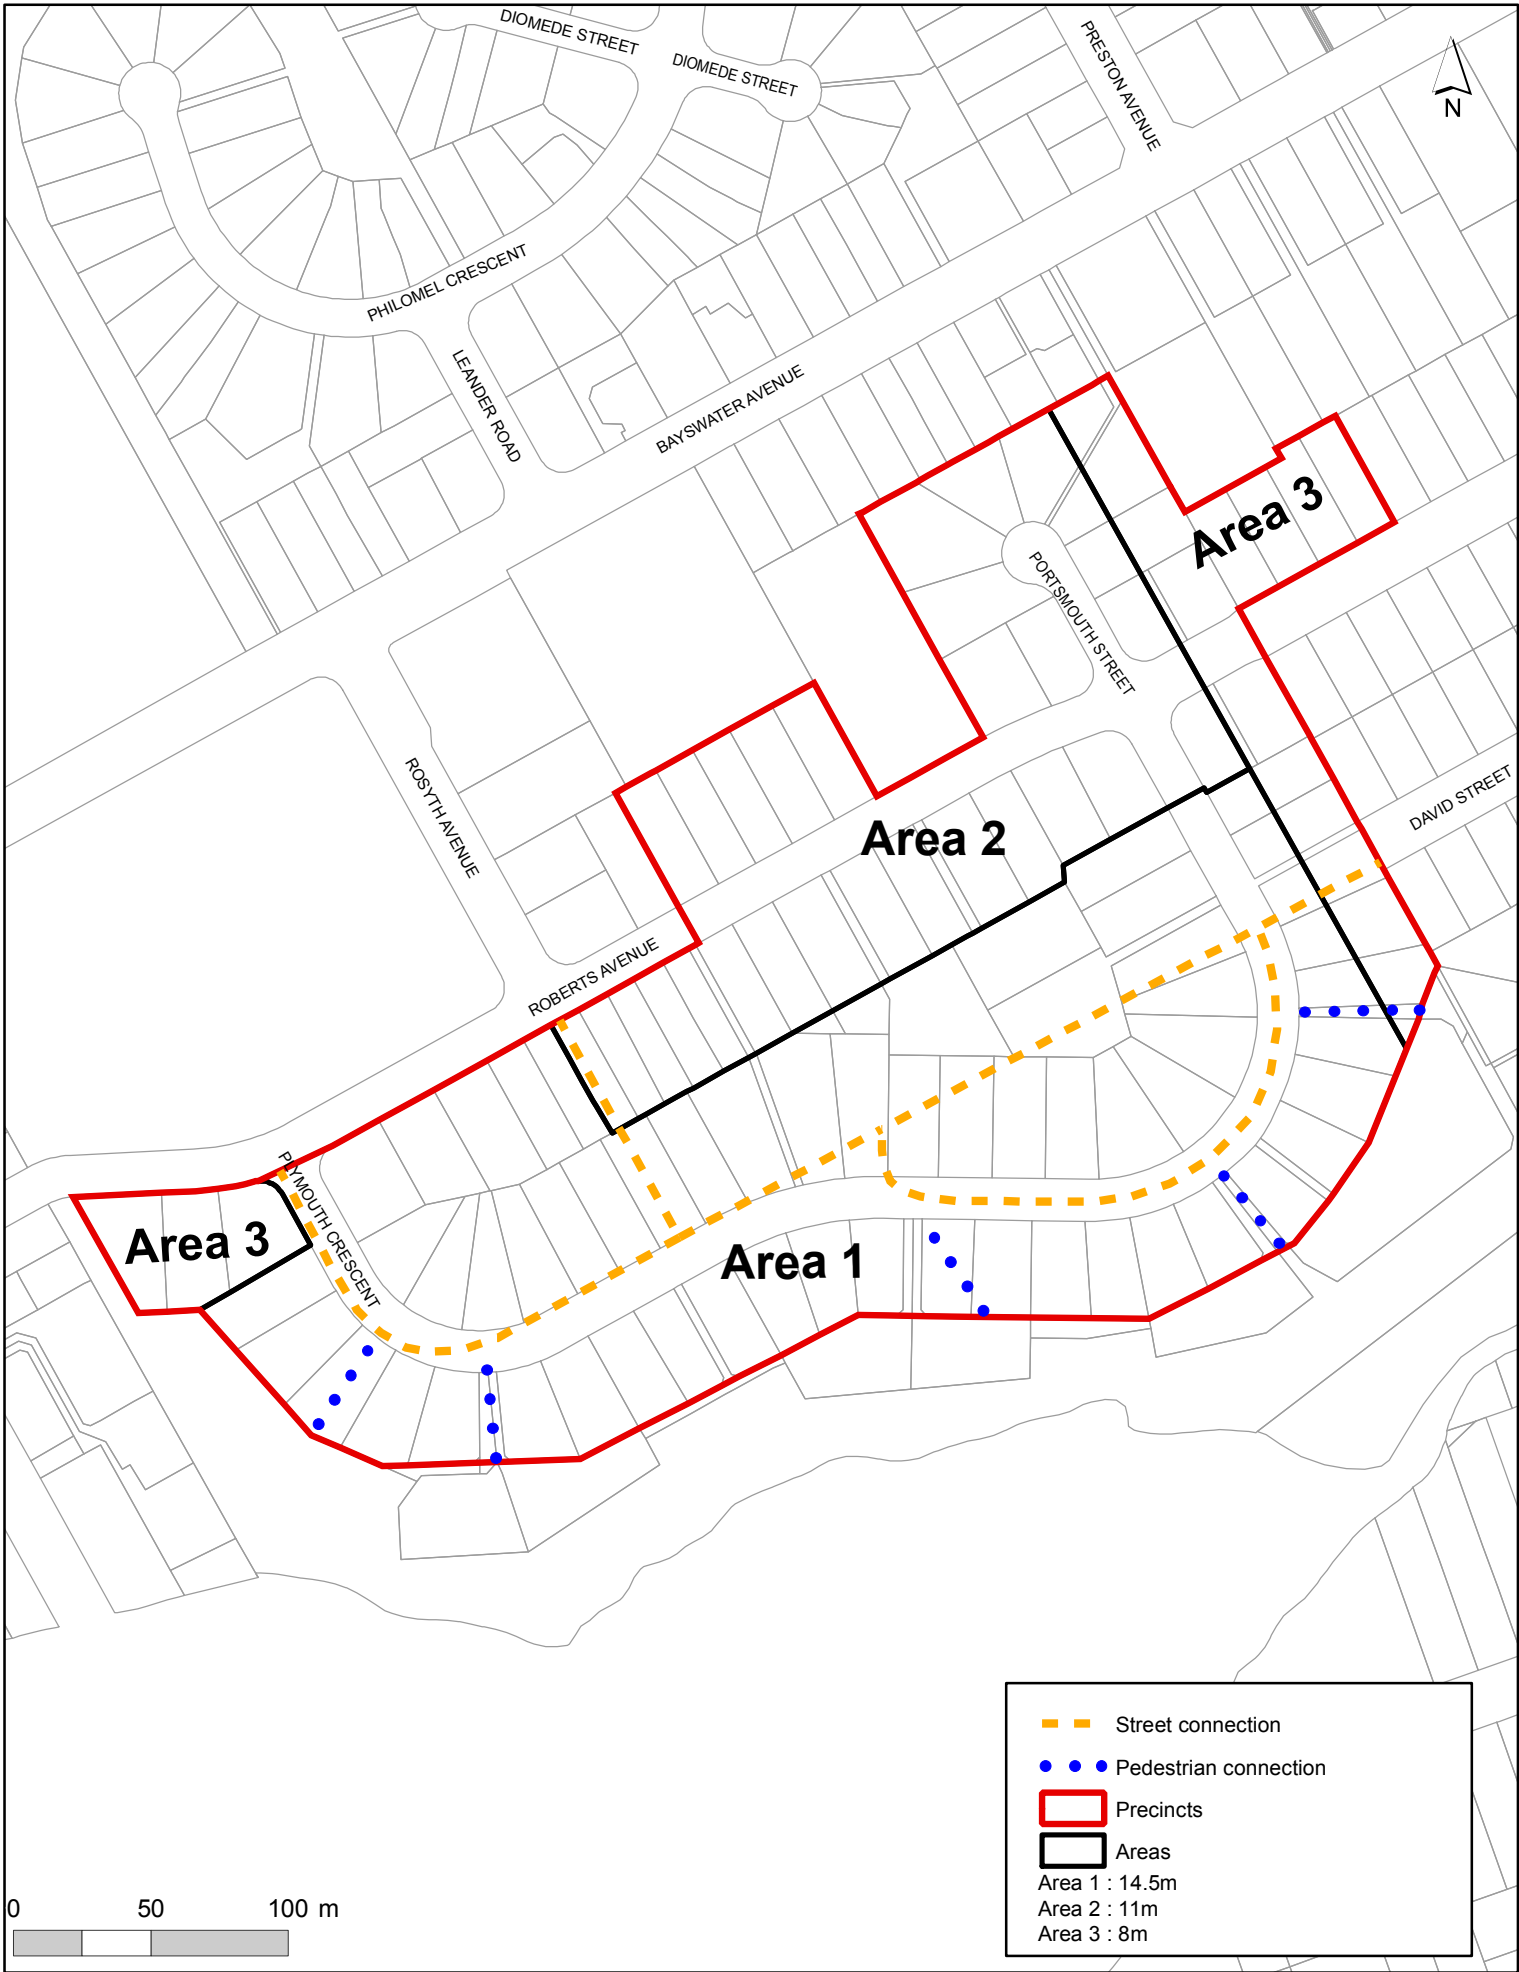 DIOMEDE STREET
DIOMEDE STREET
PRESTON AVENUE
N
PHILOMEL CRESCENT
LEANDER ROAD
BAYSWATER AVENUE
Area 3
PORTSMOUTH STREET
ROSYTH AVENUE
DAVID STREET
Area 2
ROBERTS AVENUE
PLYMOUTH CRESCENT
Area 3
Area 1
Street connection
Pedestrian connection
Precincts
Areas
Area 1 : 14.5m
Area 2 : 11m
Area 3 : 8m
0 50 100 m